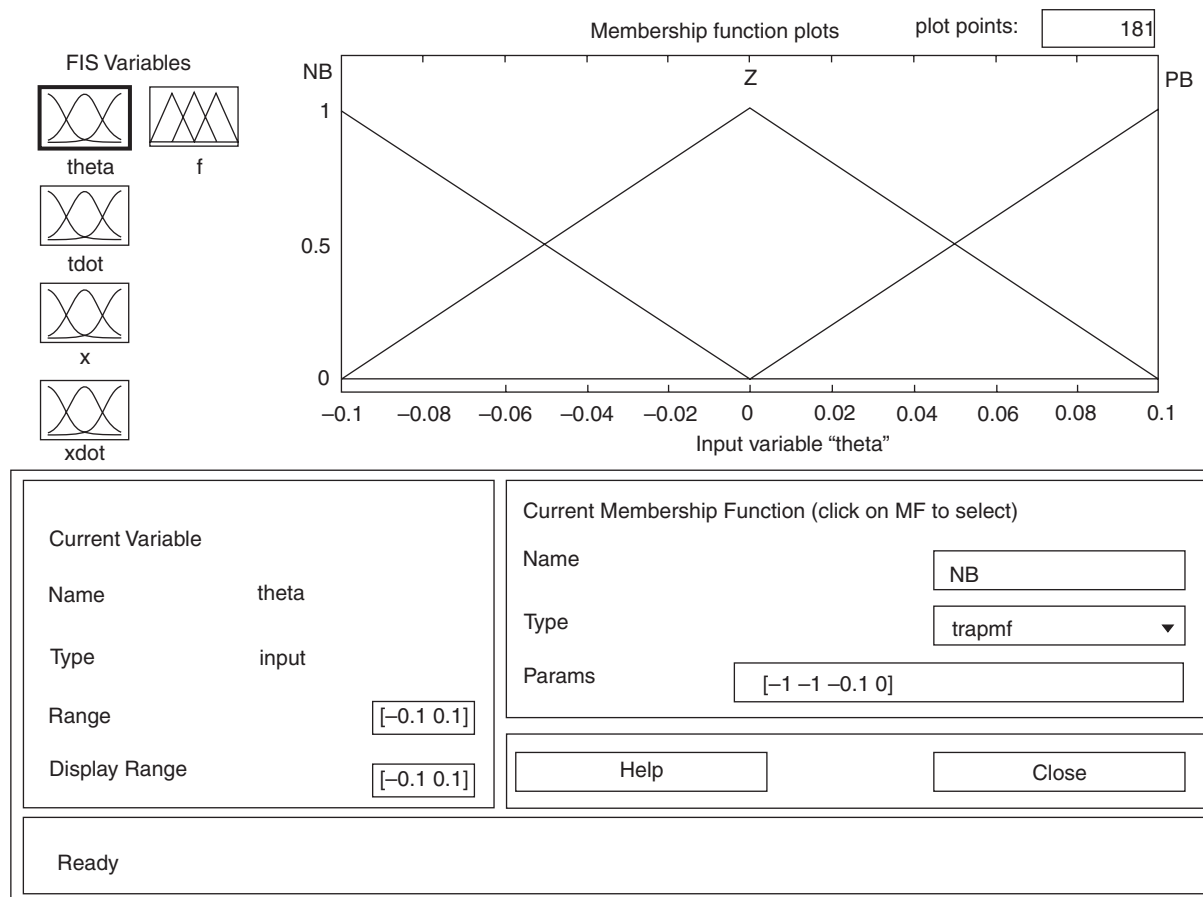 Membership function plots
plot points: 181
FIS Variables
theta
f
tdot
x
xdot
NB
Z
PB
1
0.5
0
–0.1 –0.08 –0.06 –0.04 –0.02 0 0.02 0.04 0.06 0.08 0.1
Input variable “theta”
Current Variable
Name theta
Type input
Range [–0.1 0.1]
Display Range [–0.1 0.1]
Current Membership Function (click on MF to select)
Name NB
Type trapmf
Params [–1 –1 –0.1 0]
Help
Close
Ready